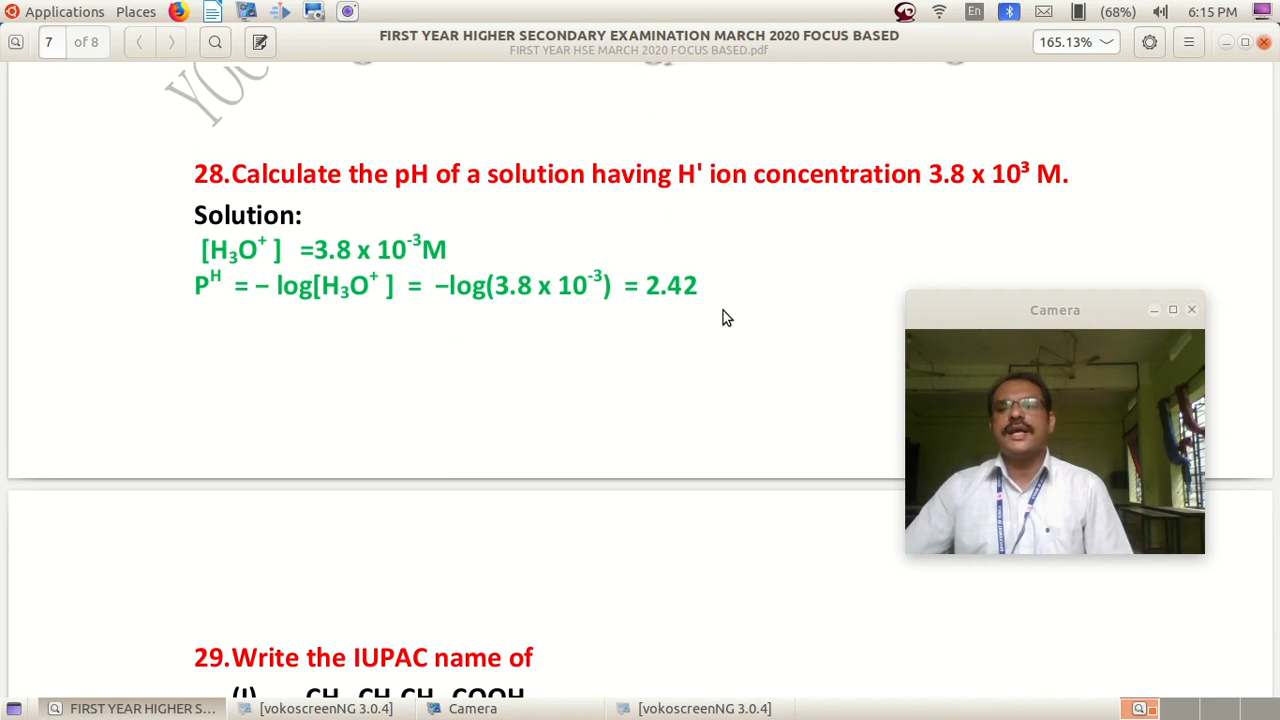 Applications Places En (68%) 6:15 PM
7 of 8 FIRST YEAR HIGHER SECONDARY EXAMINATION MARCH 2020 FOCUS BASED 165.13%
FIRST YEAR HSE MARCH 2020 FOCUS BASED.pdf
28.Calculate the pH of a solution having H' ion concentration 3.8 x 10³ M.
Solution:
[H₃O⁺ ] =3.8 x 10⁻³M
Pᴴ = – log[H₃O⁺ ] = –log(3.8 x 10⁻³) = 2.42
Camera
29.Write the IUPAC name of
FIRST YEAR HIGHER S... [vokoscreenNG 3.0.4] Camera [vokoscreenNG 3.0.4]